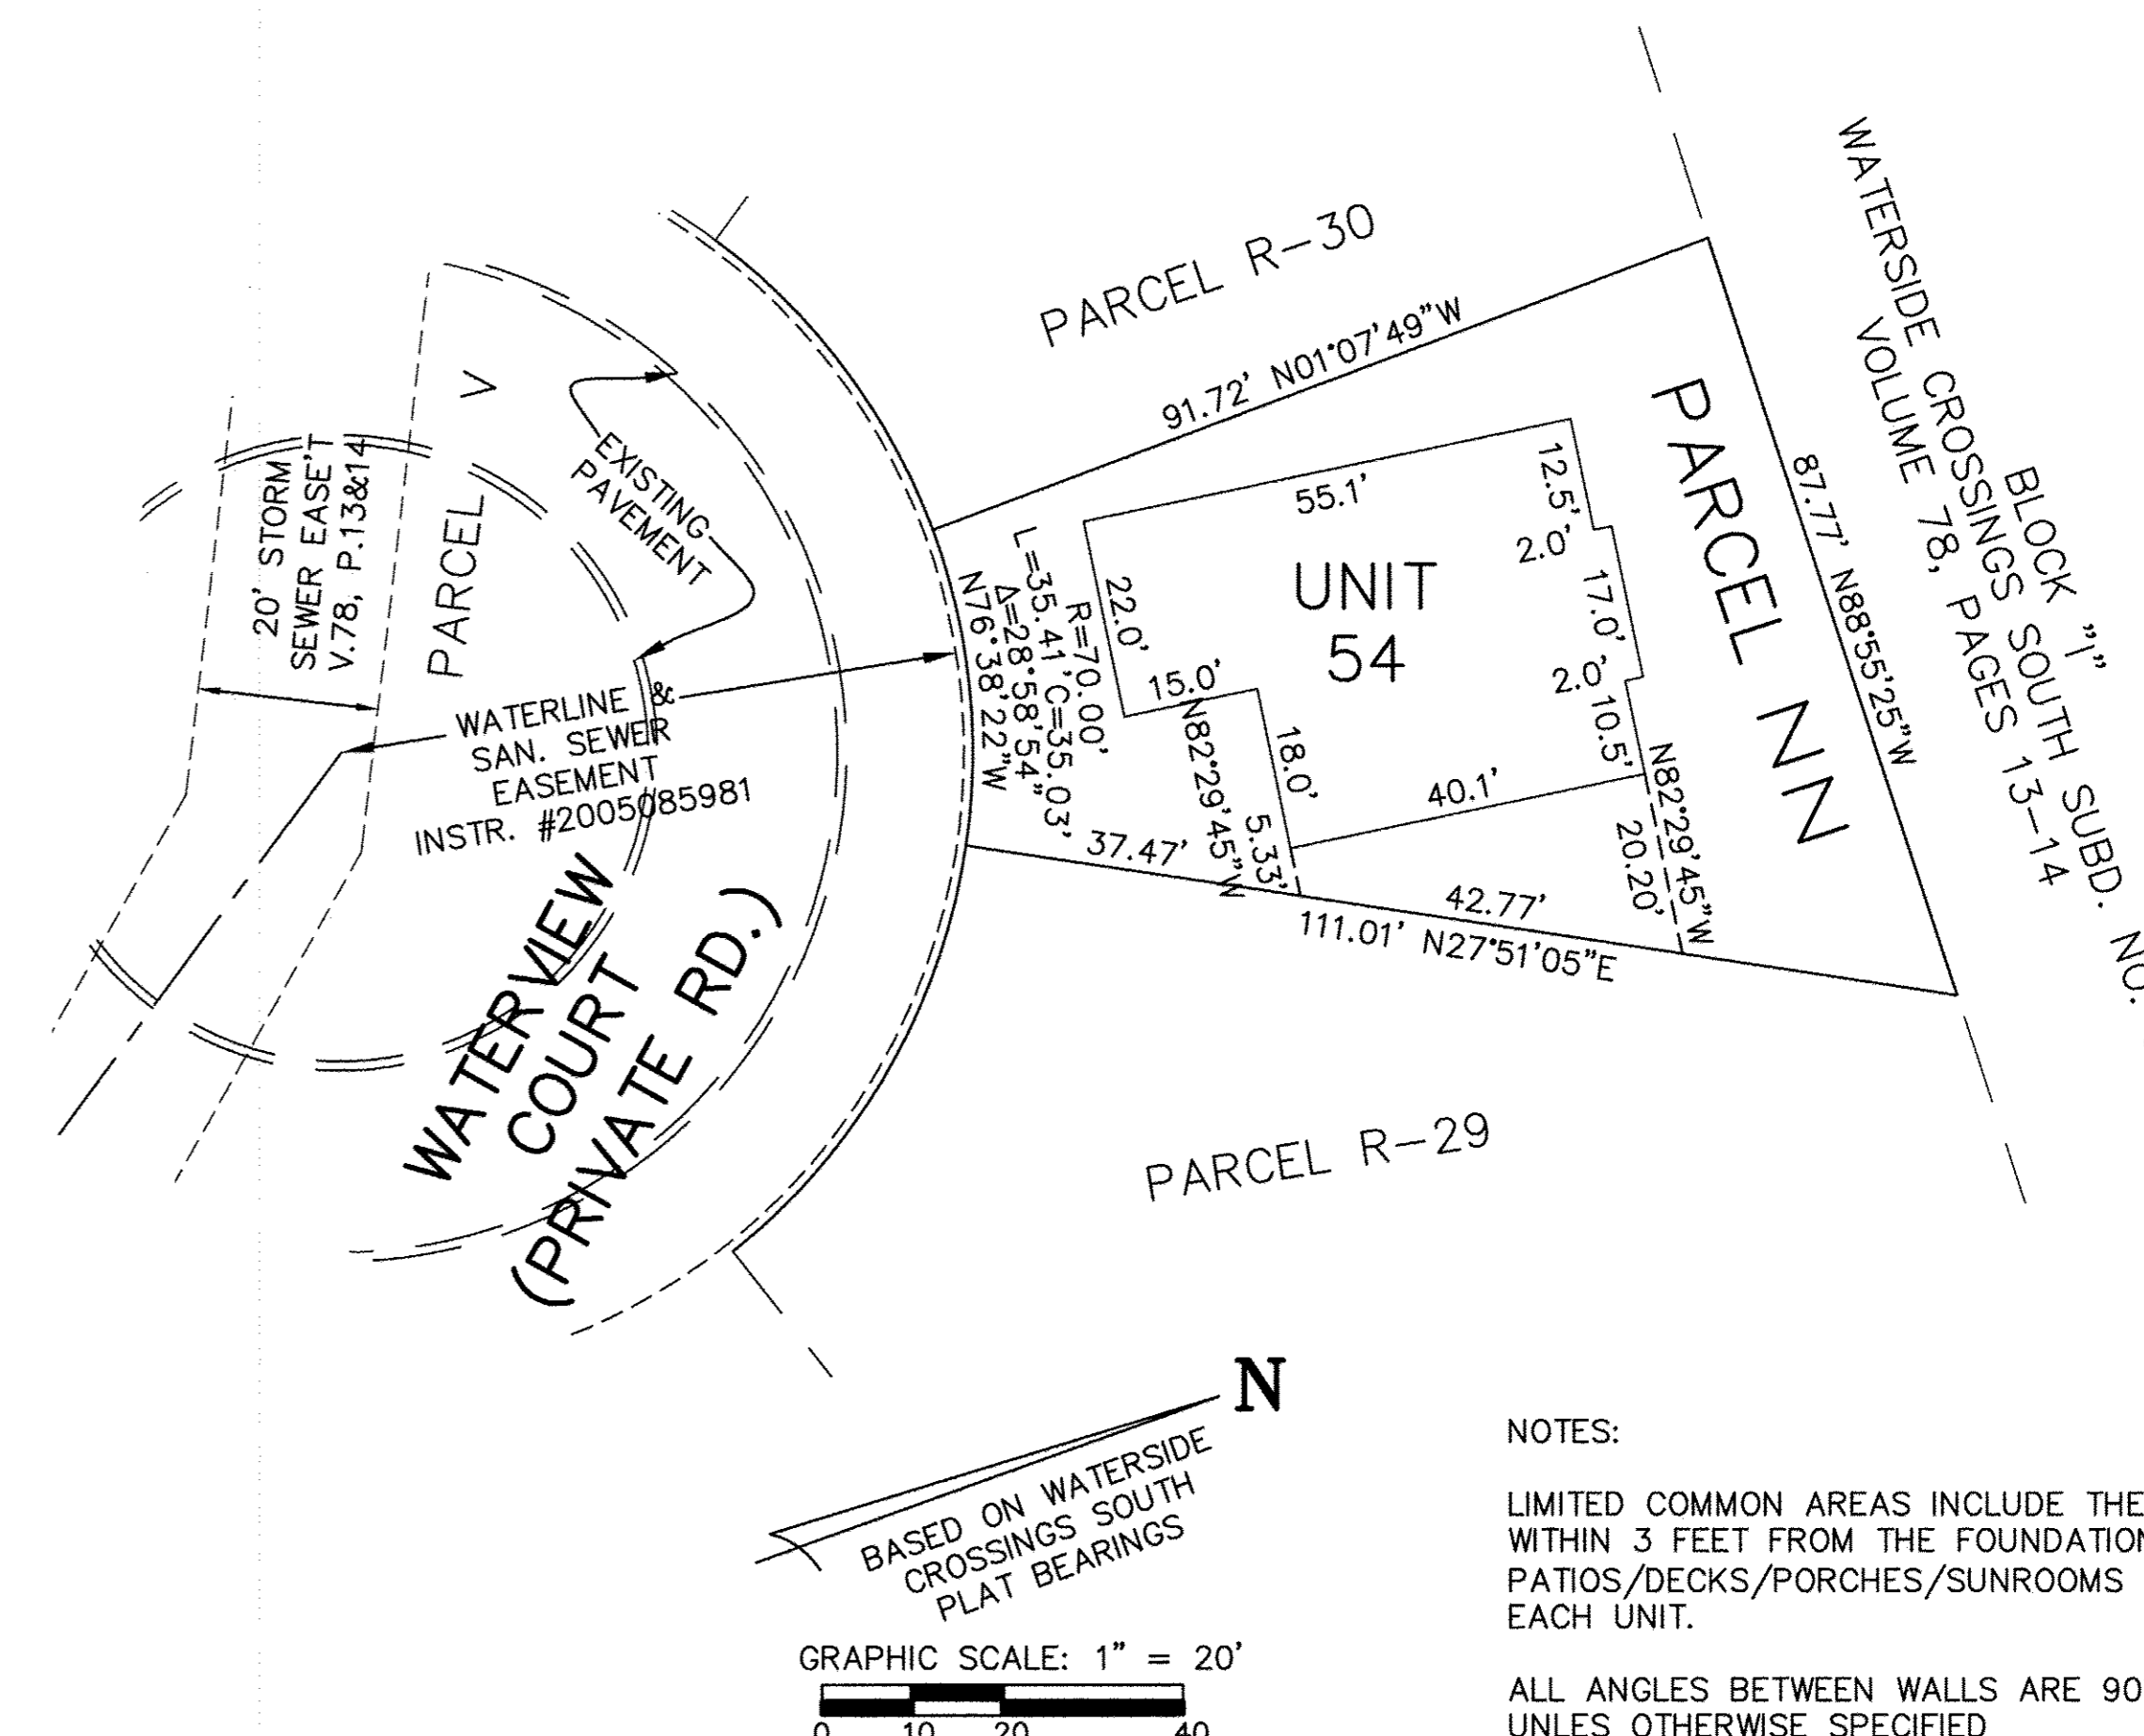 PARCEL R-30
91.72' N01°07'49"W
WATERSIDE CROSSINGS SOUTH SUBD. NO.
VOLUME 78, PAGES 13-14
BLOCK "1"
87.77' N88°55'25"W
PARCEL NN
12.5'
55.1'
2.0'
17.0'
UNIT
54
2.0'
10.5'
22.0'
15.0'
N82°29'45"W
18.0'
5.33'
40.1'
N82°29'45"W
20.20'
R=70.00'
L=35.41' C=35.03'
Δ=28°58'54"
N76°38'22"W
37.47'
42.77'
111.01' N27°51'05"E
PARCEL V
EXISTING
PAVEMENT
20' STORM
SEWER EASE'T
V.78, P.13&14
WATERLINE &
SAN. SEWER
EASEMENT
INSTR. #2005085981
WATERVIEW
COURT
(PRIVATE RD.)
PARCEL R-29
N
BASED ON WATERSIDE
CROSSINGS SOUTH
PLAT BEARINGS
GRAPHIC SCALE: 1" = 20'
0 10 20 40
NOTES:
LIMITED COMMON AREAS INCLUDE THE
WITHIN 3 FEET FROM THE FOUNDATION
PATIOS/DECKS/PORCHES/SUNROOMS
EACH UNIT.
ALL ANGLES BETWEEN WALLS ARE 90
UNLES OTHERWISE SPECIFIED